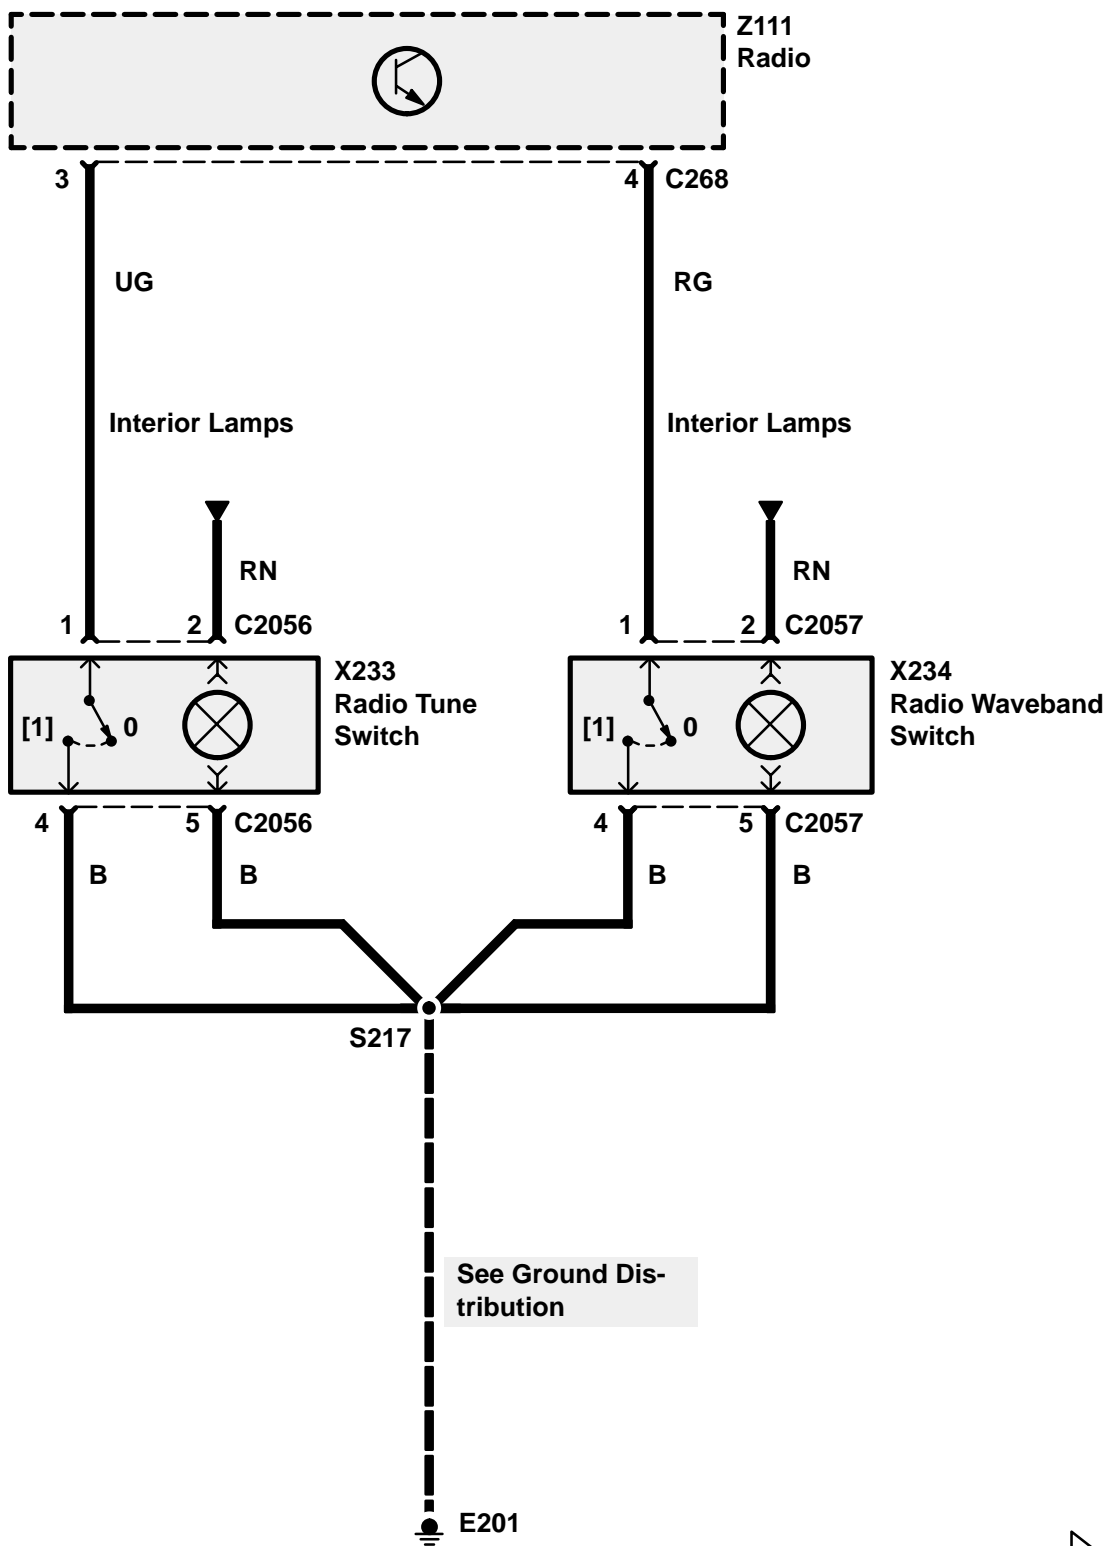 Z111
Radio
3
4 C268
UG
RG
Interior Lamps
Interior Lamps
RN
RN
1
2 C2056
1
2 C2057
X233
Radio Tune
Switch
[1]
0
X234
Radio Waveband
Switch
[1]
0
4
5 C2056
4
5 C2057
B
B
B
B
S217
See Ground Dis-
tribution
E201